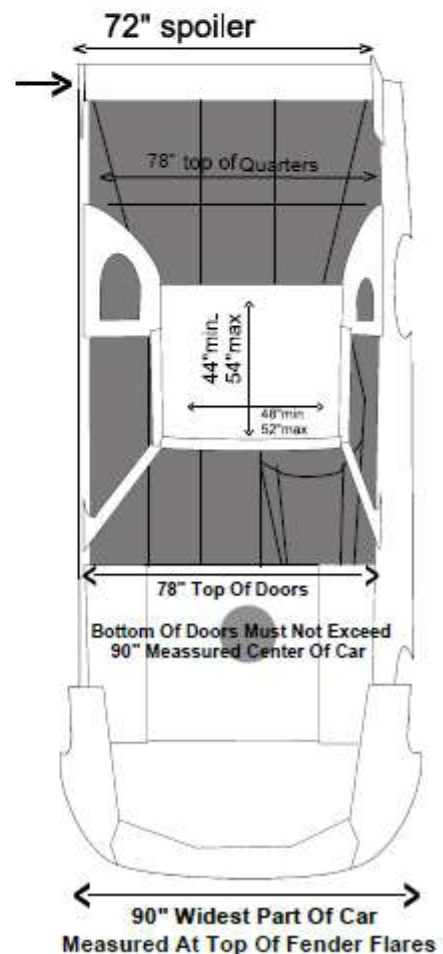 72" spoiler
78" top of Quarters
44"min.
54"max
48"min
52"max
78" Top Of Doors
Bottom Of Doors Must Not Exceed
90" Meassured Center Of Car
90" Widest Part Of Car
Measured At Top Of Fender Flares